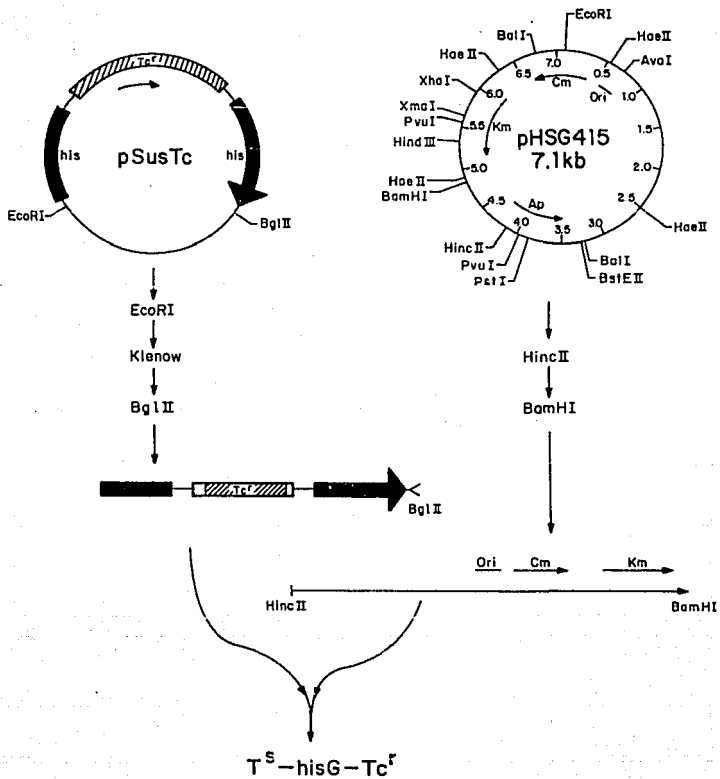 Tcr
his
pSusTc
his
EcoRI
BglII
EcoRI
Klenow
BglII
Tcr
BglII
EcoRI
BalI
HaeII
HaeII
AvaI
XhaI
XmaI
PvuI
HindIII
HaeII
BamHI
HincII
PvuI
PstI
BstEII
BalI
HaeII
7.0
0.5
1.0
1.5
2.0
2.5
3.0
3.5
4.0
4.5
5.0
5.5
6.0
6.5
Cm
Ori
Km
Ap
pHSG415
7.1kb
HincII
BamHI
Ori Cm Km
HincII BamHI
Ts-hisG-Tcr